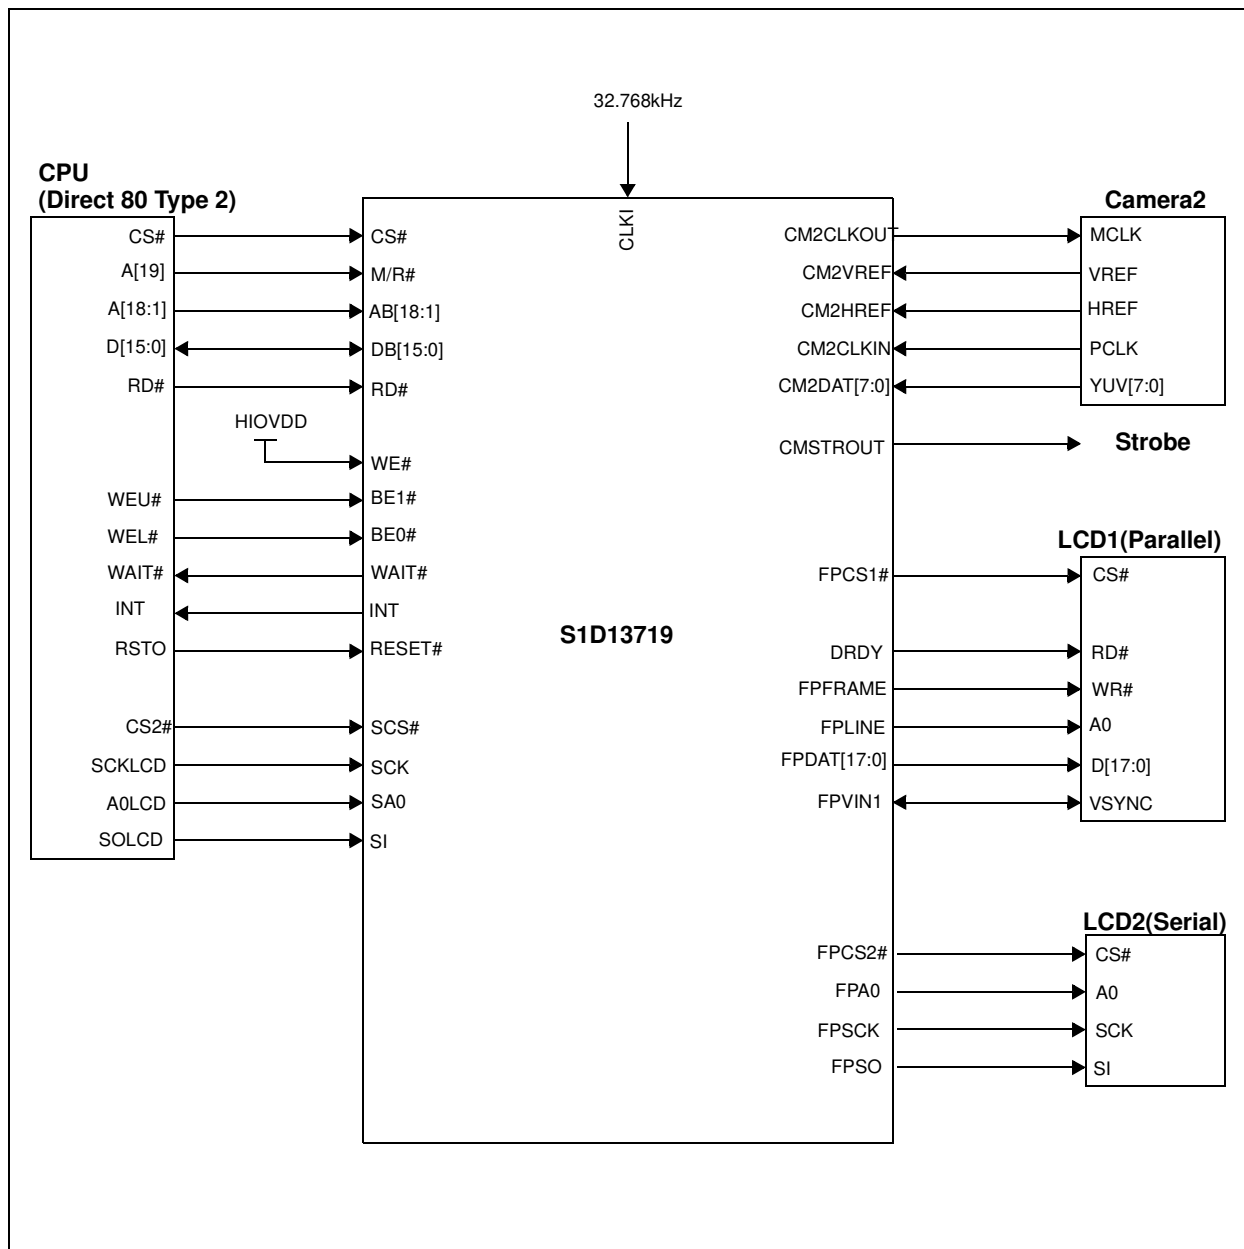 32.768kHz
CLKI
CPU
(Direct 80 Type 2)
CS#
A[19]
A[18:1]
D[15:0]
RD#
HIOVDD
WEU#
WEL#
WAIT#
INT
RSTO
CS2#
SCKLCD
A0LCD
SOLCD
CS#
M/R#
AB[18:1]
DB[15:0]
RD#
WE#
BE1#
BE0#
WAIT#
INT
RESET#
SCS#
SCK
SA0
SI
S1D13719
CM2CLKOUT
CM2VREF
CM2HREF
CM2CLKIN
CM2DAT[7:0]
CMSTROUT
FPCS1#
DRDY
FPFRAME
FPLINE
FPDAT[17:0]
FPVIN1
FPCS2#
FPA0
FPSCK
FPSO
Camera2
MCLK
VREF
HREF
PCLK
YUV[7:0]
Strobe
LCD1(Parallel)
CS#
RD#
WR#
A0
D[17:0]
VSYNC
LCD2(Serial)
CS#
A0
SCK
SI